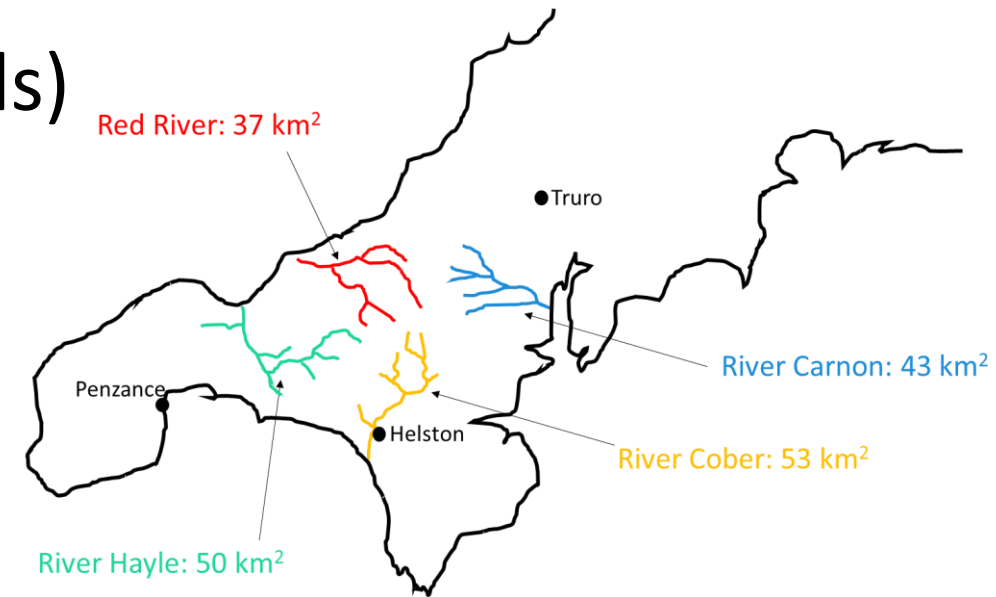 ls)
Red River: 37 km²
Truro
River Carnon: 43 km²
Penzance
Helston
River Cober: 53 km²
River Hayle: 50 km²